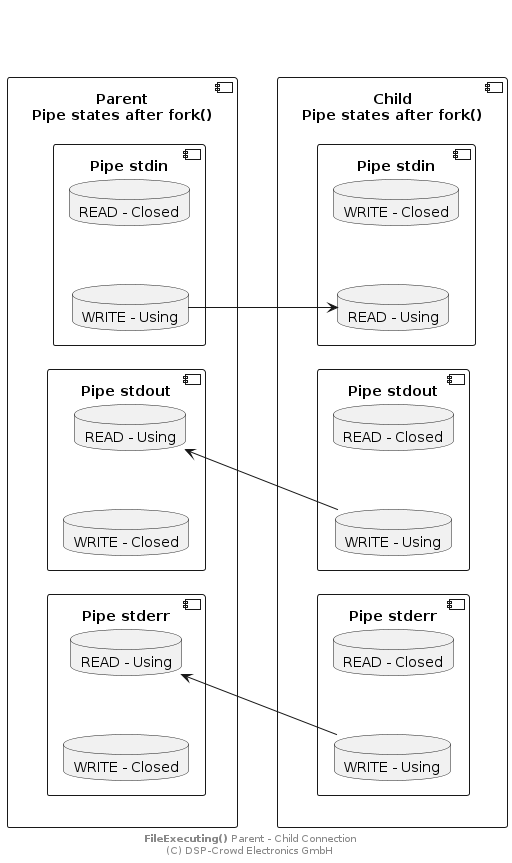 Parent
Pipe states after fork()
Pipe stdin
READ - Closed
WRITE - Using
Pipe stdout
READ - Using
WRITE - Closed
Pipe stderr
READ - Using
WRITE - Closed
Child
Pipe states after fork()
Pipe stdin
WRITE - Closed
READ - Using
Pipe stdout
READ - Closed
WRITE - Using
Pipe stderr
READ - Closed
WRITE - Using
FileExecuting() Parent - Child Connection
(C) DSP-Crowd Electronics GmbH